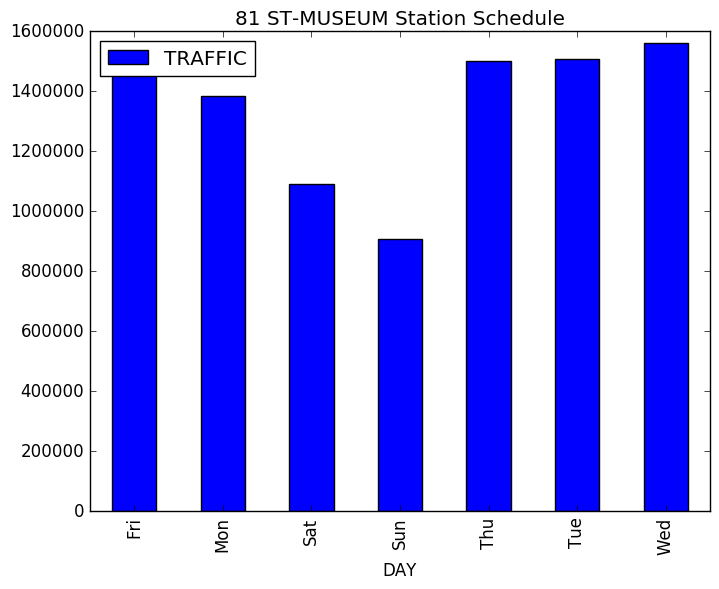 81 ST-MUSEUM Station Schedule
TRAFFIC
1600000
1400000
1200000
1000000
800000
600000
400000
200000
0
Fri
Mon
Sat
Sun
Thu
Tue
Wed
DAY